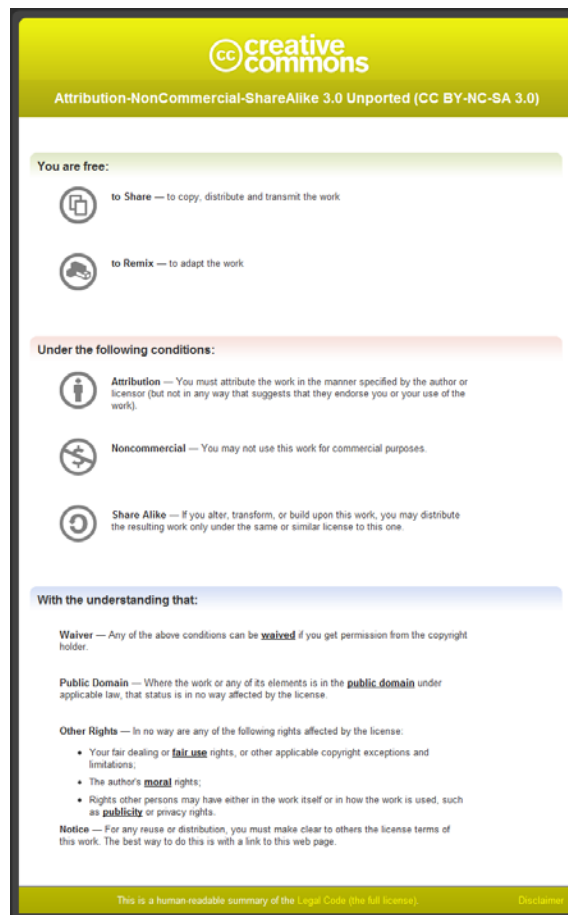 cc creative
commons
Attribution-NonCommercial-ShareAlike 3.0 Unported (CC BY-NC-SA 3.0)
You are free:
to Share — to copy, distribute and transmit the work
to Remix — to adapt the work
Under the following conditions:
Attribution — You must attribute the work in the manner specified by the author or
licensor (but not in any way that suggests that they endorse you or your use of the
work).
Noncommercial — You may not use this work for commercial purposes.
Share Alike — If you alter, transform, or build upon this work, you may distribute
the resulting work only under the same or similar license to this one.
With the understanding that:
Waiver — Any of the above conditions can be waived if you get permission from the copyright
holder.
Public Domain — Where the work or any of its elements is in the public domain under
applicable law, that status is in no way affected by the license.
Other Rights — In no way are any of the following rights affected by the license:
• Your fair dealing or fair use rights, or other applicable copyright exceptions and
limitations;
• The author's moral rights;
• Rights other persons may have either in the work itself or in how the work is used, such
as publicity or privacy rights.
Notice — For any reuse or distribution, you must make clear to others the license terms of
this work. The best way to do this is with a link to this web page.
This is a human-readable summary of the Legal Code (the full license). Disclaimer